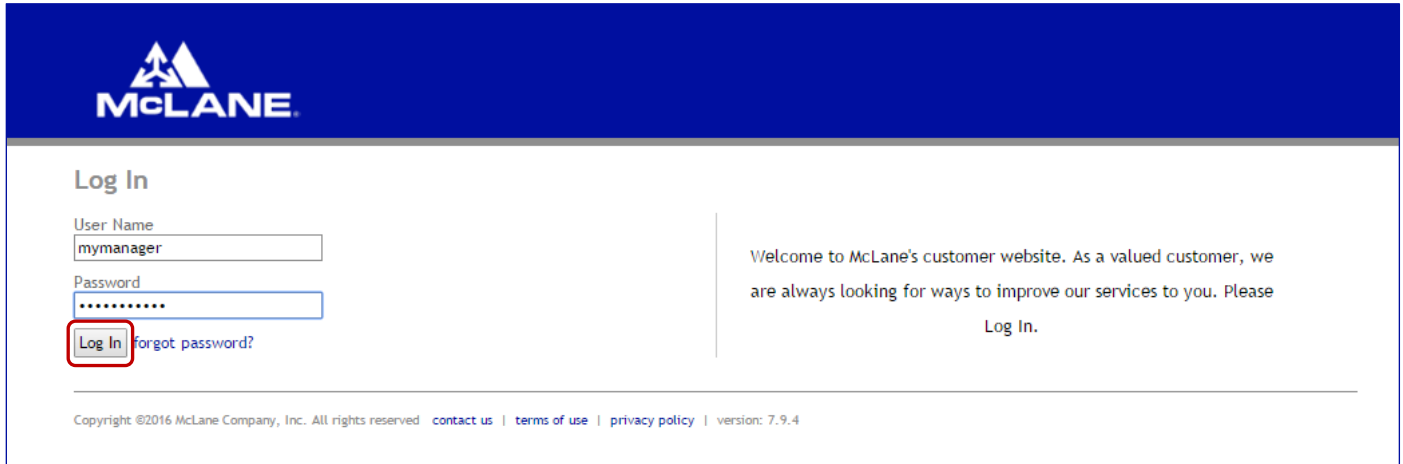 McLANE.
Log In
User Name
mymanager
Password
•••••••••••
Log In forgot password?
Welcome to McLane's customer website. As a valued customer, we
are always looking for ways to improve our services to you. Please
Log In.
Copyright ©2016 McLane Company, Inc. All rights reserved contact us | terms of use | privacy policy | version: 7.9.4